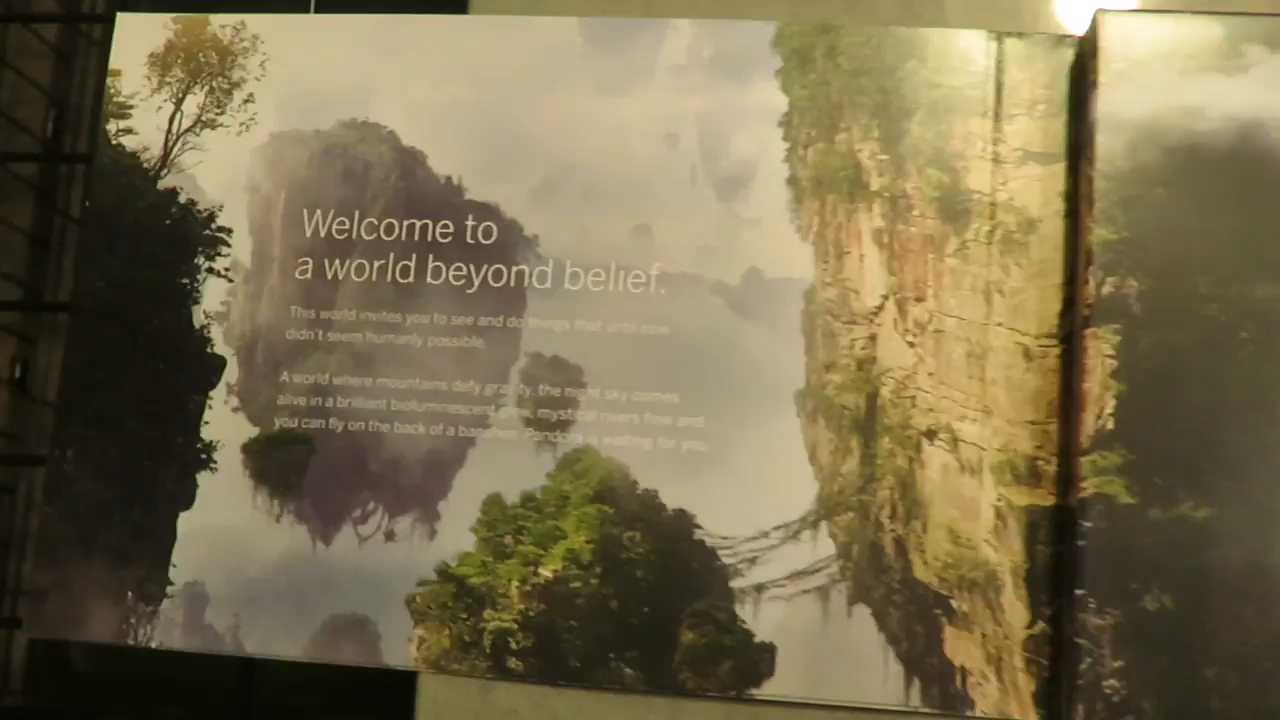 Welcome to
a world beyond belief.
This world invites you to see and do things that until now
didn't seem humanly possible.
A world where mountains defy gravity, the night sky comes
alive in a brilliant bioluminescent glow, mystical rivers flow and
you can fly on the back of a banshee. Pandora is waiting for you.